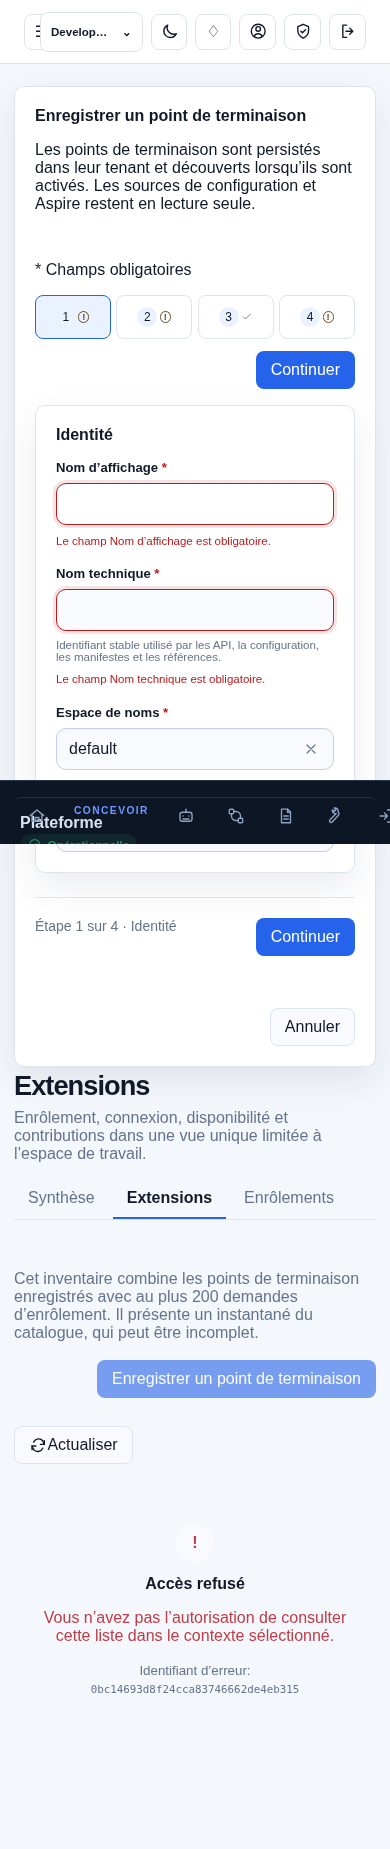 Develop…
Enregistrer un point de terminaison
Les points de terminaison sont persistés
dans leur tenant et découverts lorsqu’ils sont
activés. Les sources de configuration et
Aspire restent en lecture seule.
* Champs obligatoires
1 2 3 4
Continuer
Identité
Nom d’affichage *
Le champ Nom d’affichage est obligatoire.
Nom technique *
Identifiant stable utilisé par les API, la configuration,
les manifestes et les références.
Le champ Nom technique est obligatoire.
Espace de noms *
default
CONCEVOIR
Plateforme
Opérationnelle
Étape 1 sur 4 · Identité
Continuer
Annuler
Extensions
Enrôlement, connexion, disponibilité et
contributions dans une vue unique limitée à
l’espace de travail.
Synthèse Extensions Enrôlements
Cet inventaire combine les points de terminaison
enregistrés avec au plus 200 demandes
d’enrôlement. Il présente un instantané du
catalogue, qui peut être incomplet.
Enregistrer un point de terminaison
Actualiser
!
Accès refusé
Vous n’avez pas l’autorisation de consulter
cette liste dans le contexte sélectionné.
Identifiant d’erreur:
0bc14693d8f24cca83746662de4eb315